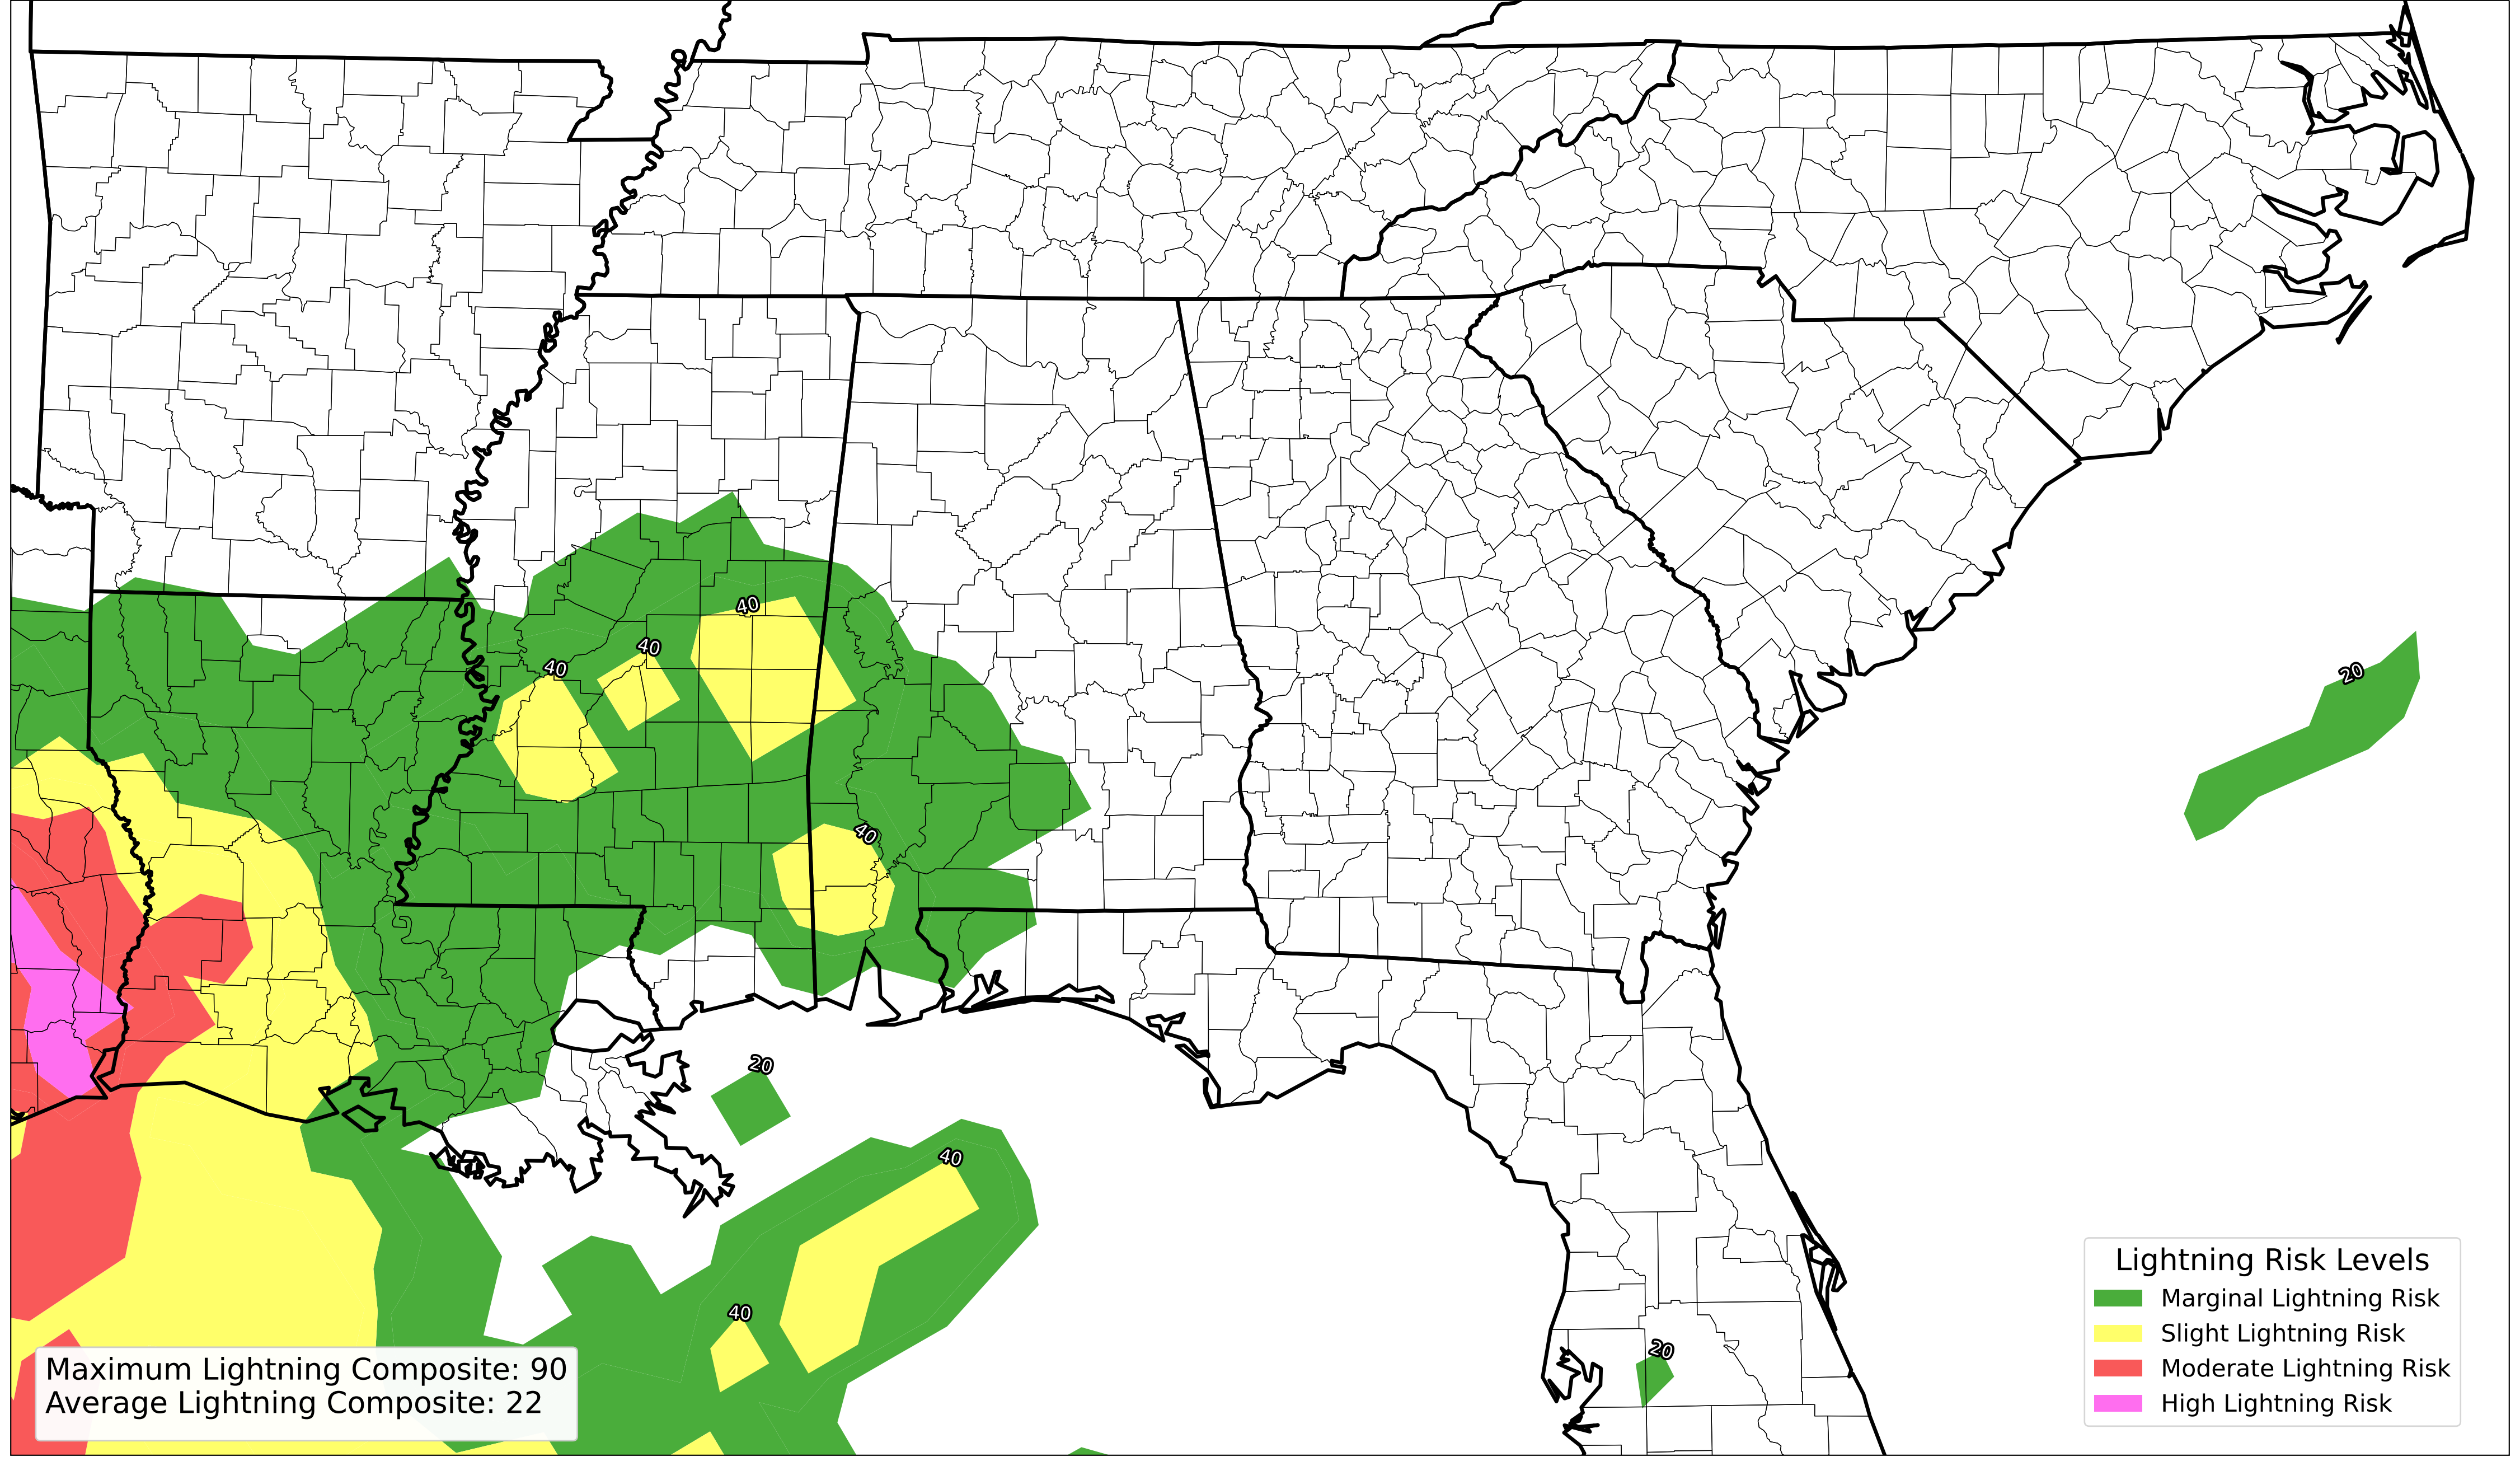 40
40
40
20
40
20
40
40
20
Maximum Lightning Composite: 90
Average Lightning Composite: 22
Lightning Risk Levels
Marginal Lightning Risk
Slight Lightning Risk
Moderate Lightning Risk
High Lightning Risk